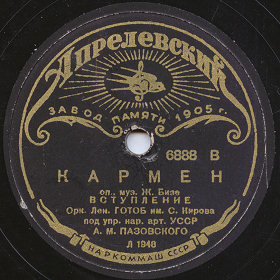 Апрелевский
ЗАВОД ПАМЯТИ 1905 г.
6888 В
КАРМЕН
оп. муз. Ж. Бизе
ВСТУПЛЕНИЕ
Орк. Лен. ГОТОБ им. С. Кирова
под упр. нар. арт. УССР
А. М. ПАЗОВСКОГО
Л 1948
НАРКОММАШ СССР